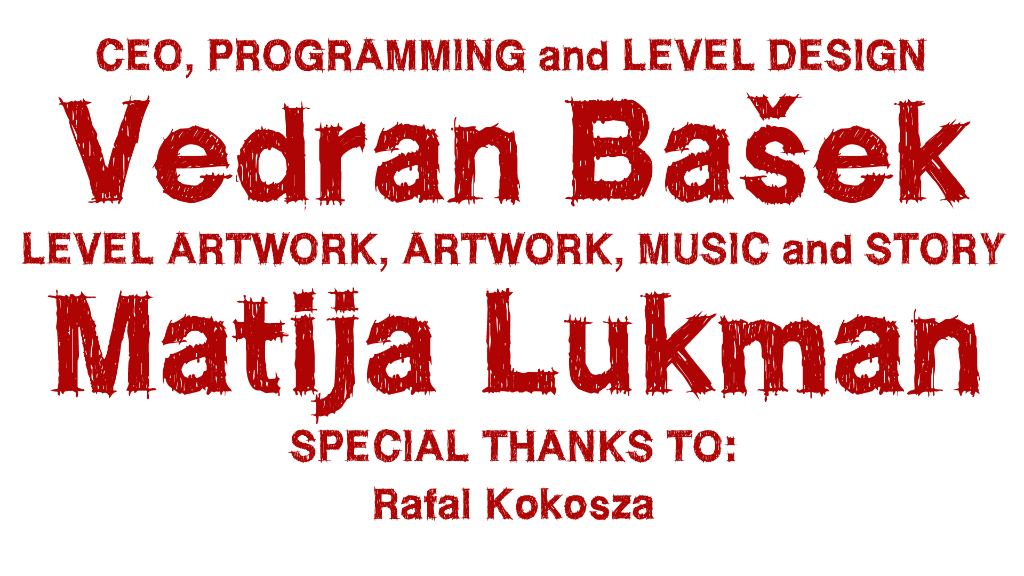 CEO, PROGRAMMING and LEVEL DESIGN
Vedran Bašek
LEVEL ARTWORK, ARTWORK, MUSIC and STORY
Matija Lukman
SPECIAL THANKS TO:
Rafal Kokosza